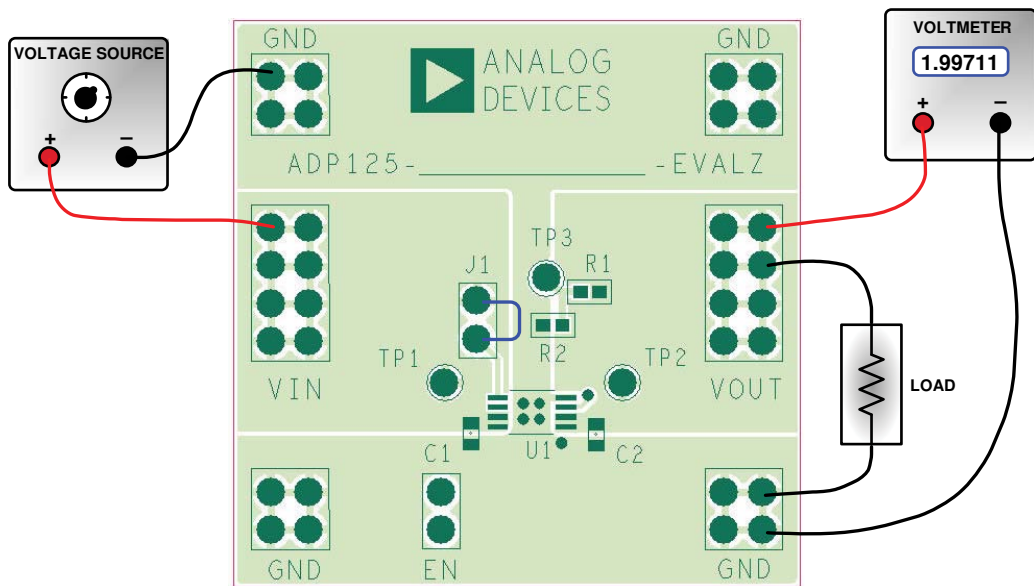 VOLTAGE SOURCE
+ −
GND
ANALOG
DEVICES
GND
VOLTMETER
1.99711
+ −
ADP125-_________________-EVALZ
TP3
J1
R1
R2
TP1
TP2
VIN
VOUT
LOAD
C1
U1
C2
GND
EN
GND